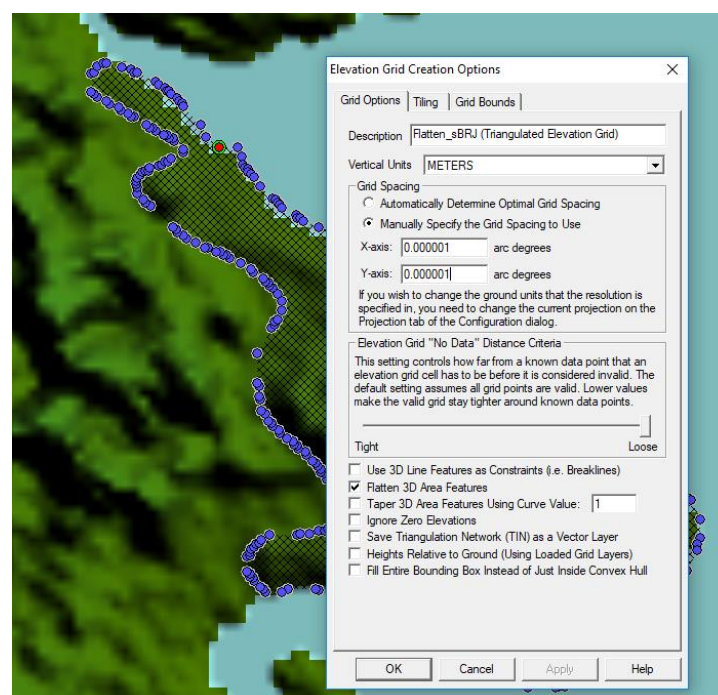 Elevation Grid Creation Options
Grid Options Tiling Grid Bounds
Description Flatten_sBRJ (Triangulated Elevation Grid)
Vertical Units METERS
Grid Spacing
Automatically Determine Optimal Grid Spacing
Manually Specify the Grid Spacing to Use
X-axis: 0.000001 arc degrees
Y-axis: 0.000001 arc degrees
If you wish to change the ground units that the resolution is
specified in, you need to change the current projection on the
Projection tab of the Configuration dialog.
Elevation Grid "No Data" Distance Criteria
This setting controls how far from a known data point that an
elevation grid cell has to be before it is considered invalid. The
default setting assumes all grid points are valid. Lower values
make the valid grid stay tighter around known data points.
Tight Loose
Use 3D Line Features as Constraints (i.e. Breaklines)
Flatten 3D Area Features
Taper 3D Area Features Using Curve Value: 1
Ignore Zero Elevations
Save Triangulation Network (TIN) as a Vector Layer
Heights Relative to Ground (Using Loaded Grid Layers)
Fill Entire Bounding Box Instead of Just Inside Convex Hull
OK Cancel Apply Help